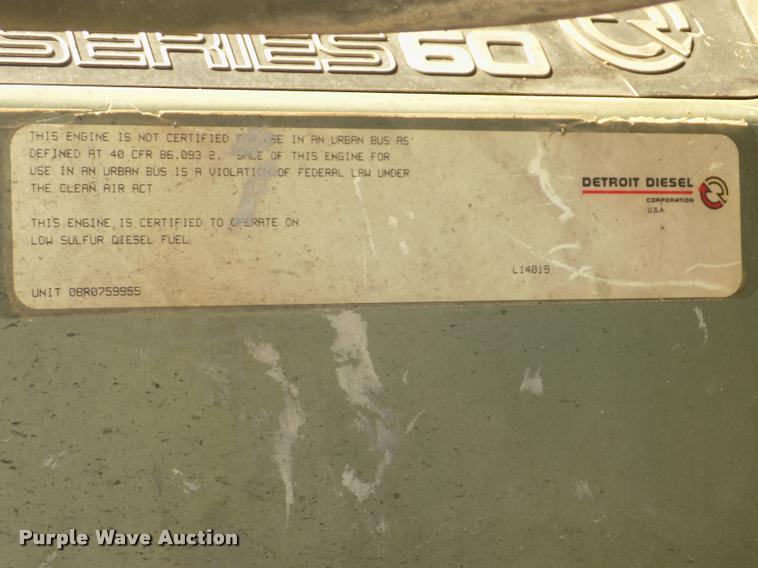 SERIES 60
THIS ENGINE IS NOT CERTIFIED FOR USE IN AN URBAN BUS AS
DEFINED AT 40 CFR 86.093 2. SALE OF THIS ENGINE FOR
USE IN AN URBAN BUS IS A VIOLATION OF FEDERAL LAW UNDER
THE CLEAN AIR ACT
DETROIT DIESEL
CORPORATION
U.S.A.
THIS ENGINE IS CERTIFIED TO OPERATE ON
LOW SULFUR DIESEL FUEL
L14019
UNIT 06R0759955
Purple Wave Auction